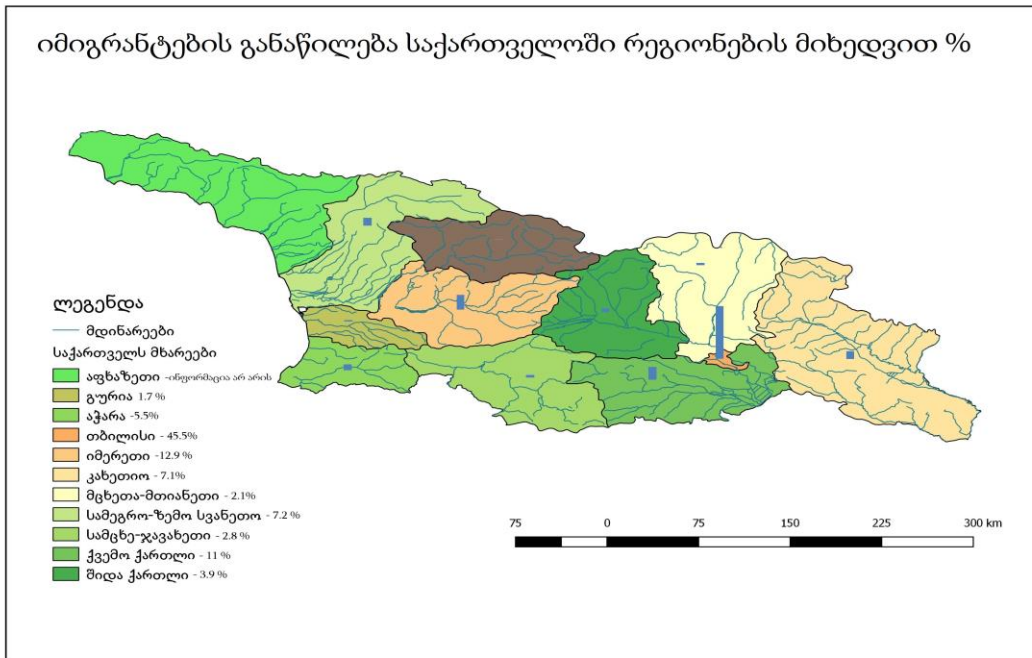 იმიგრანტების განაწილება საქართველოში რეგიონების მიხედვით %
ლეგენდა
მდინარეები
საქართველს მხარეები
აფხაზეთი -ინფორმაცია არ არის
გურია 1.7 %
აჭარა -5.5%
თბილისი - 45.5%
იმერეთი -12.9 %
კახეთიო - 7.1%
მცხეთა-მთიანეთი - 2.1%
სამეგრო-ზემო სვანეთო - 7.2 %
სამცხე-ჯავახეთი - 2.8 %
ქვემო ქართლი - 11 %
შიდა ქართლი - 3.9 %
75 0 75 150 225 300 km